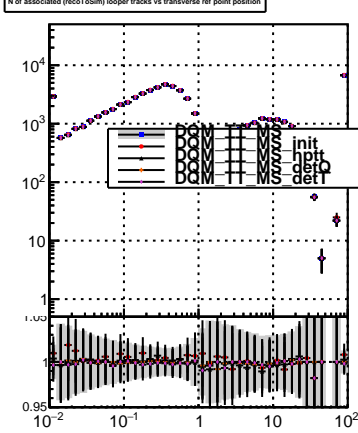 N of associated (recoToSim) looper tracks vs transverse ref point position
10⁴
10³
DQM_TT_MS
DQM_TT_MS_init
DQM_TT_MS_nptt
DQM_TT_MS_detQ
DQM_TT_MS_detT
10²
10
1
1.05
1
0.95
10⁻² 10⁻¹ 1 10 10²